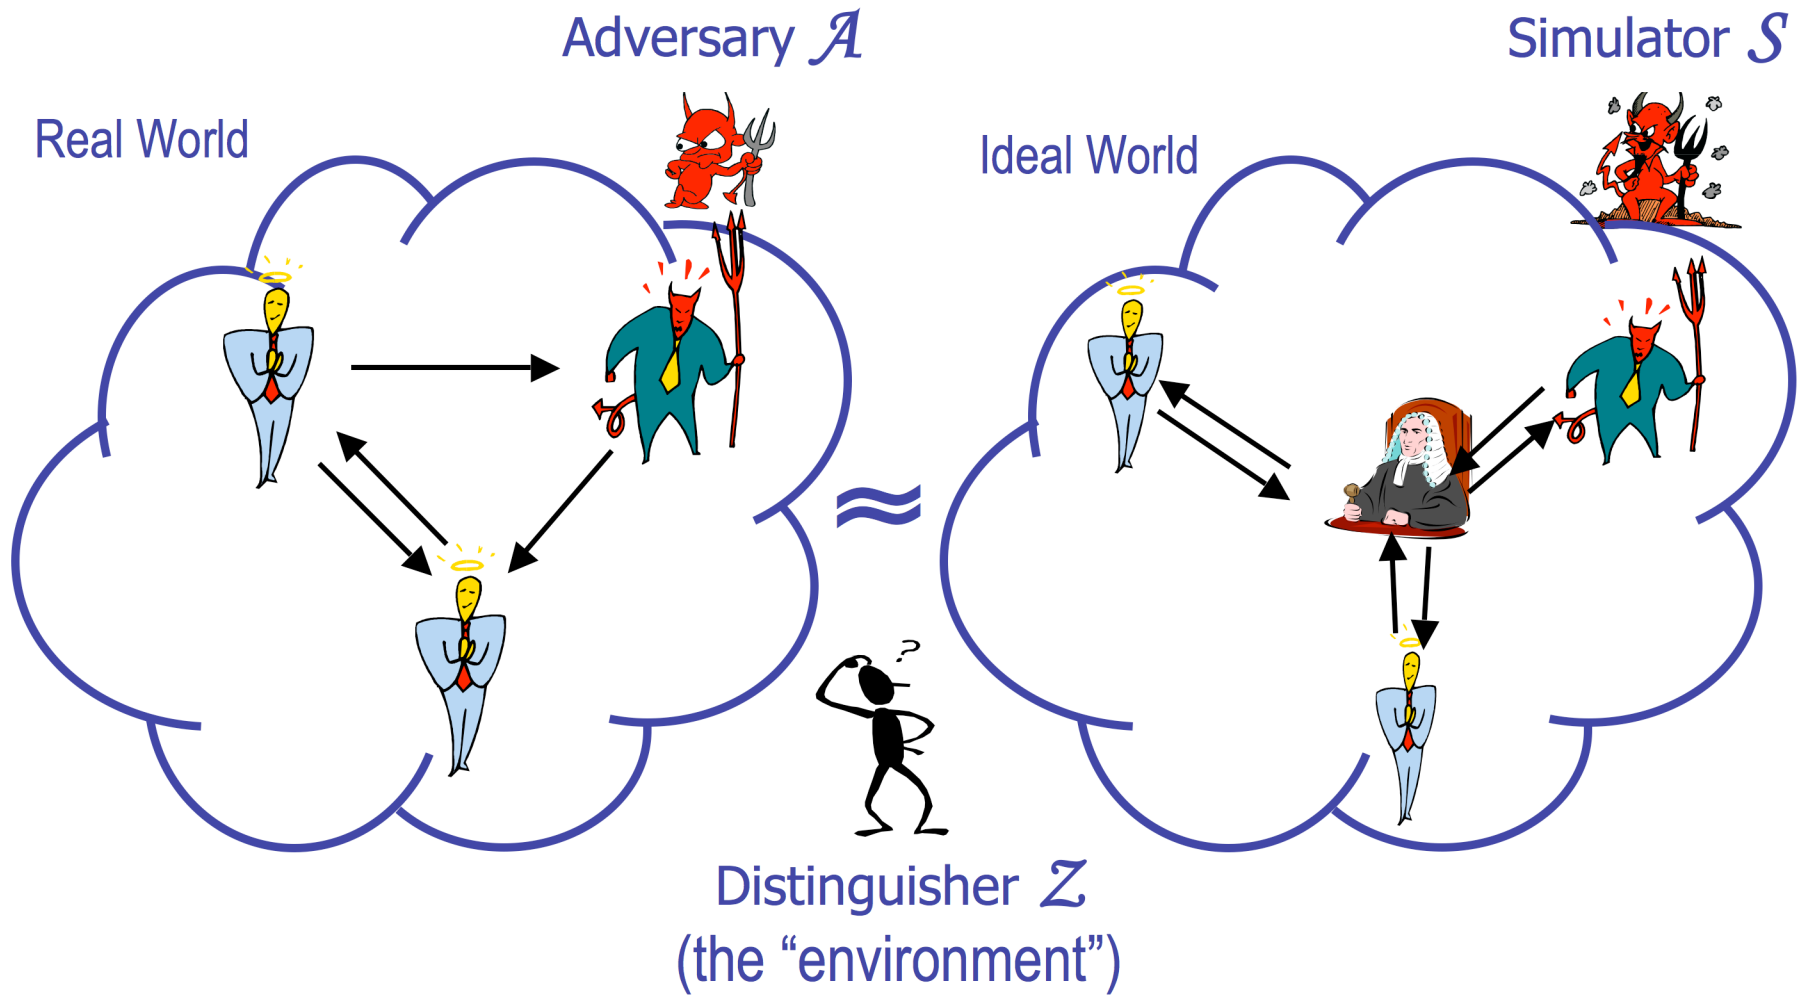 Adversary 𝒜
Simulator 𝒮
Real World
Ideal World
≈
?
Distinguisher 𝒵
(the “environment”)